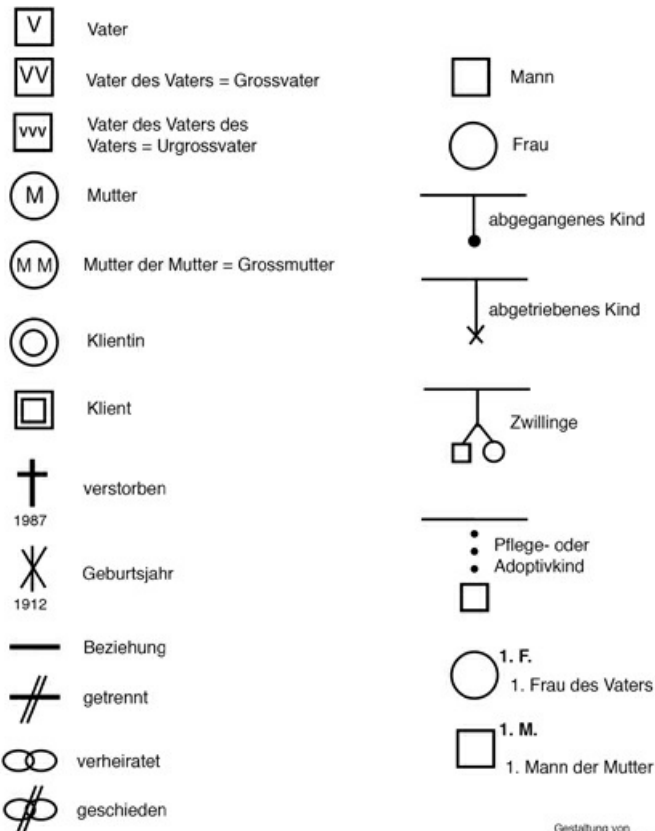 V
Vater
VV
Vater des Vaters = Grossvater
VVV
Vater des Vaters des
Vaters = Urgrossvater
M
Mutter
M M
Mutter der Mutter = Grossmutter
Klientin
Klient
verstorben
1987
Geburtsjahr
1912
Beziehung
getrennt
verheiratet
geschieden
Mann
Frau
abgegangenes Kind
abgetriebenes Kind
Zwillinge
Pflege- oder
Adoptivkind
1. F.
1. Frau des Vaters
1. M.
1. Mann der Mutter
Gestaltung von